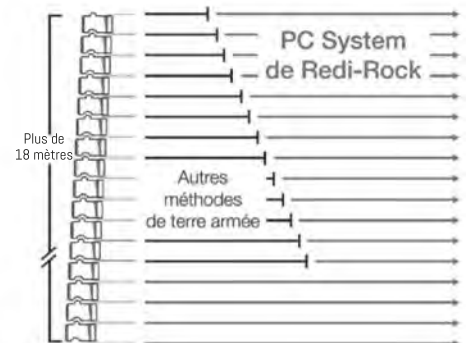 PC System
de Redi-Rock
Plus de
18 mètres
Autres
méthodes
de terre armée